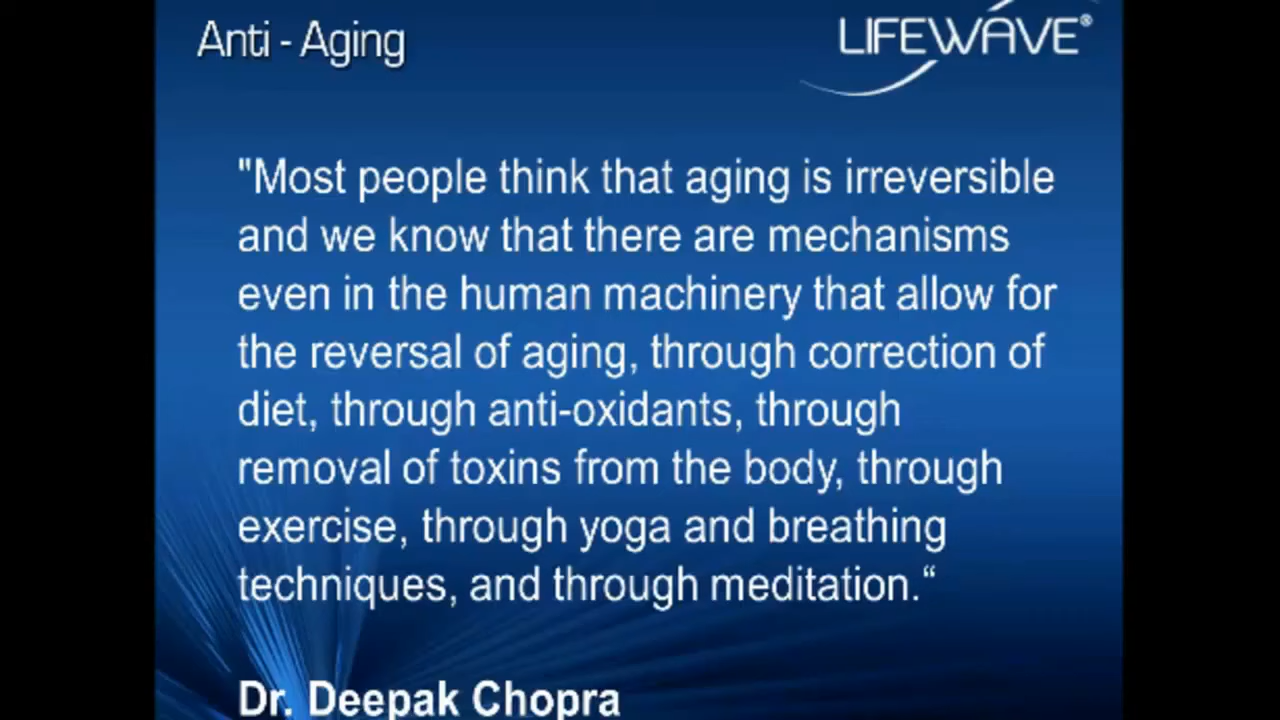 Anti - Aging
LIFEWAVE®
"Most people think that aging is irreversible
and we know that there are mechanisms
even in the human machinery that allow for
the reversal of aging, through correction of
diet, through anti-oxidants, through
removal of toxins from the body, through
exercise, through yoga and breathing
techniques, and through meditation.“
Dr. Deepak Chopra